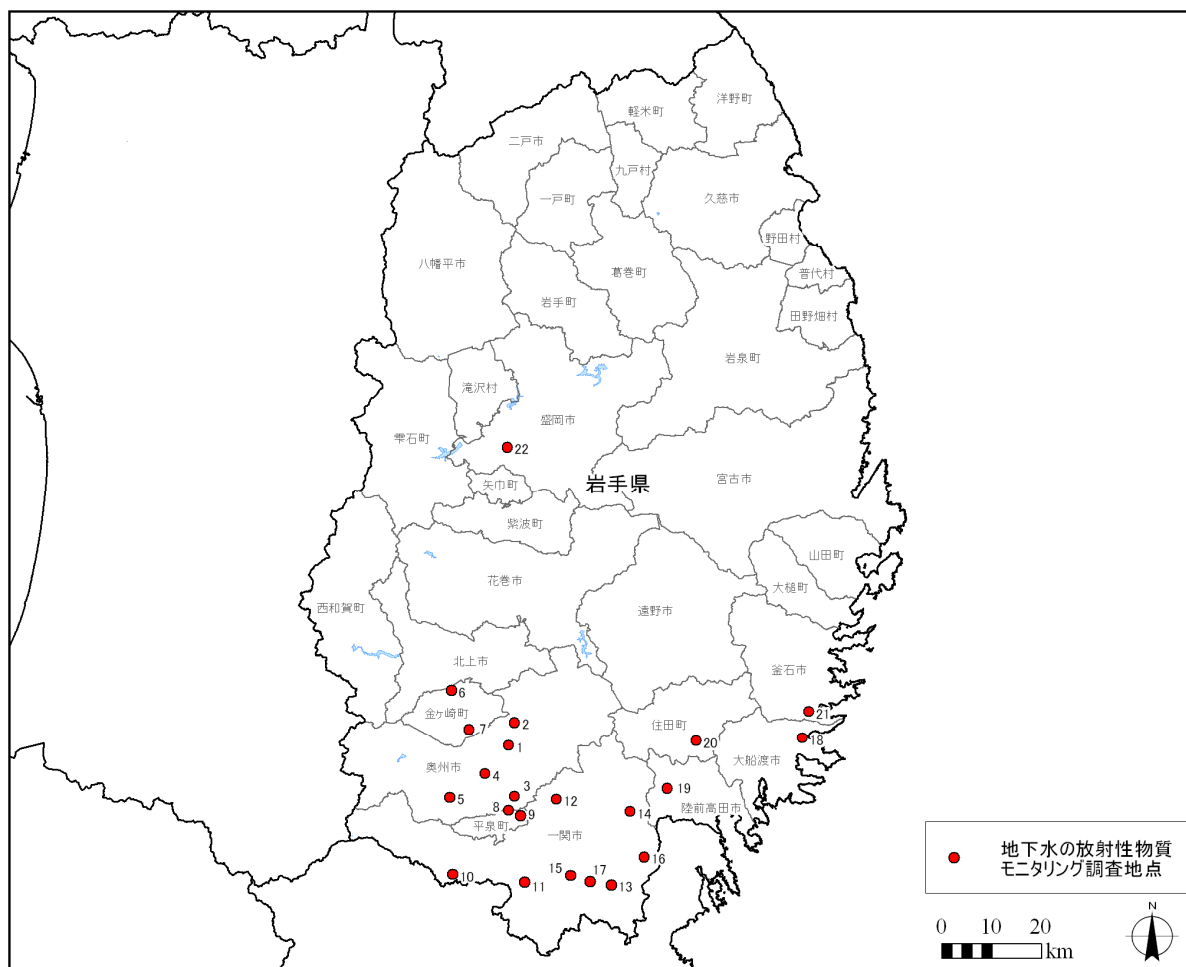 洋野町
軽米町
二戸市
九戸村
一戸町
久慈市
野田村
八幡平市
葛巻町
普代村
岩手町
田野畑村
岩泉町
滝沢村
盛岡市
雫石町
22
矢巾町
岩手県
宮古市
紫波町
山田町
花巻市
大槌町
西和賀町
遠野市
北上市
釜石市
6
金ヶ崎町
21
2
住田町
7
18
20
1
大船渡市
奥州市
4
19
3
5
12
陸前高田市
8
14
9
平泉町
一関市
16
10
15
17
11
13
地下水の放射性物質
モニタリング調査地点
N
0 10 20
km